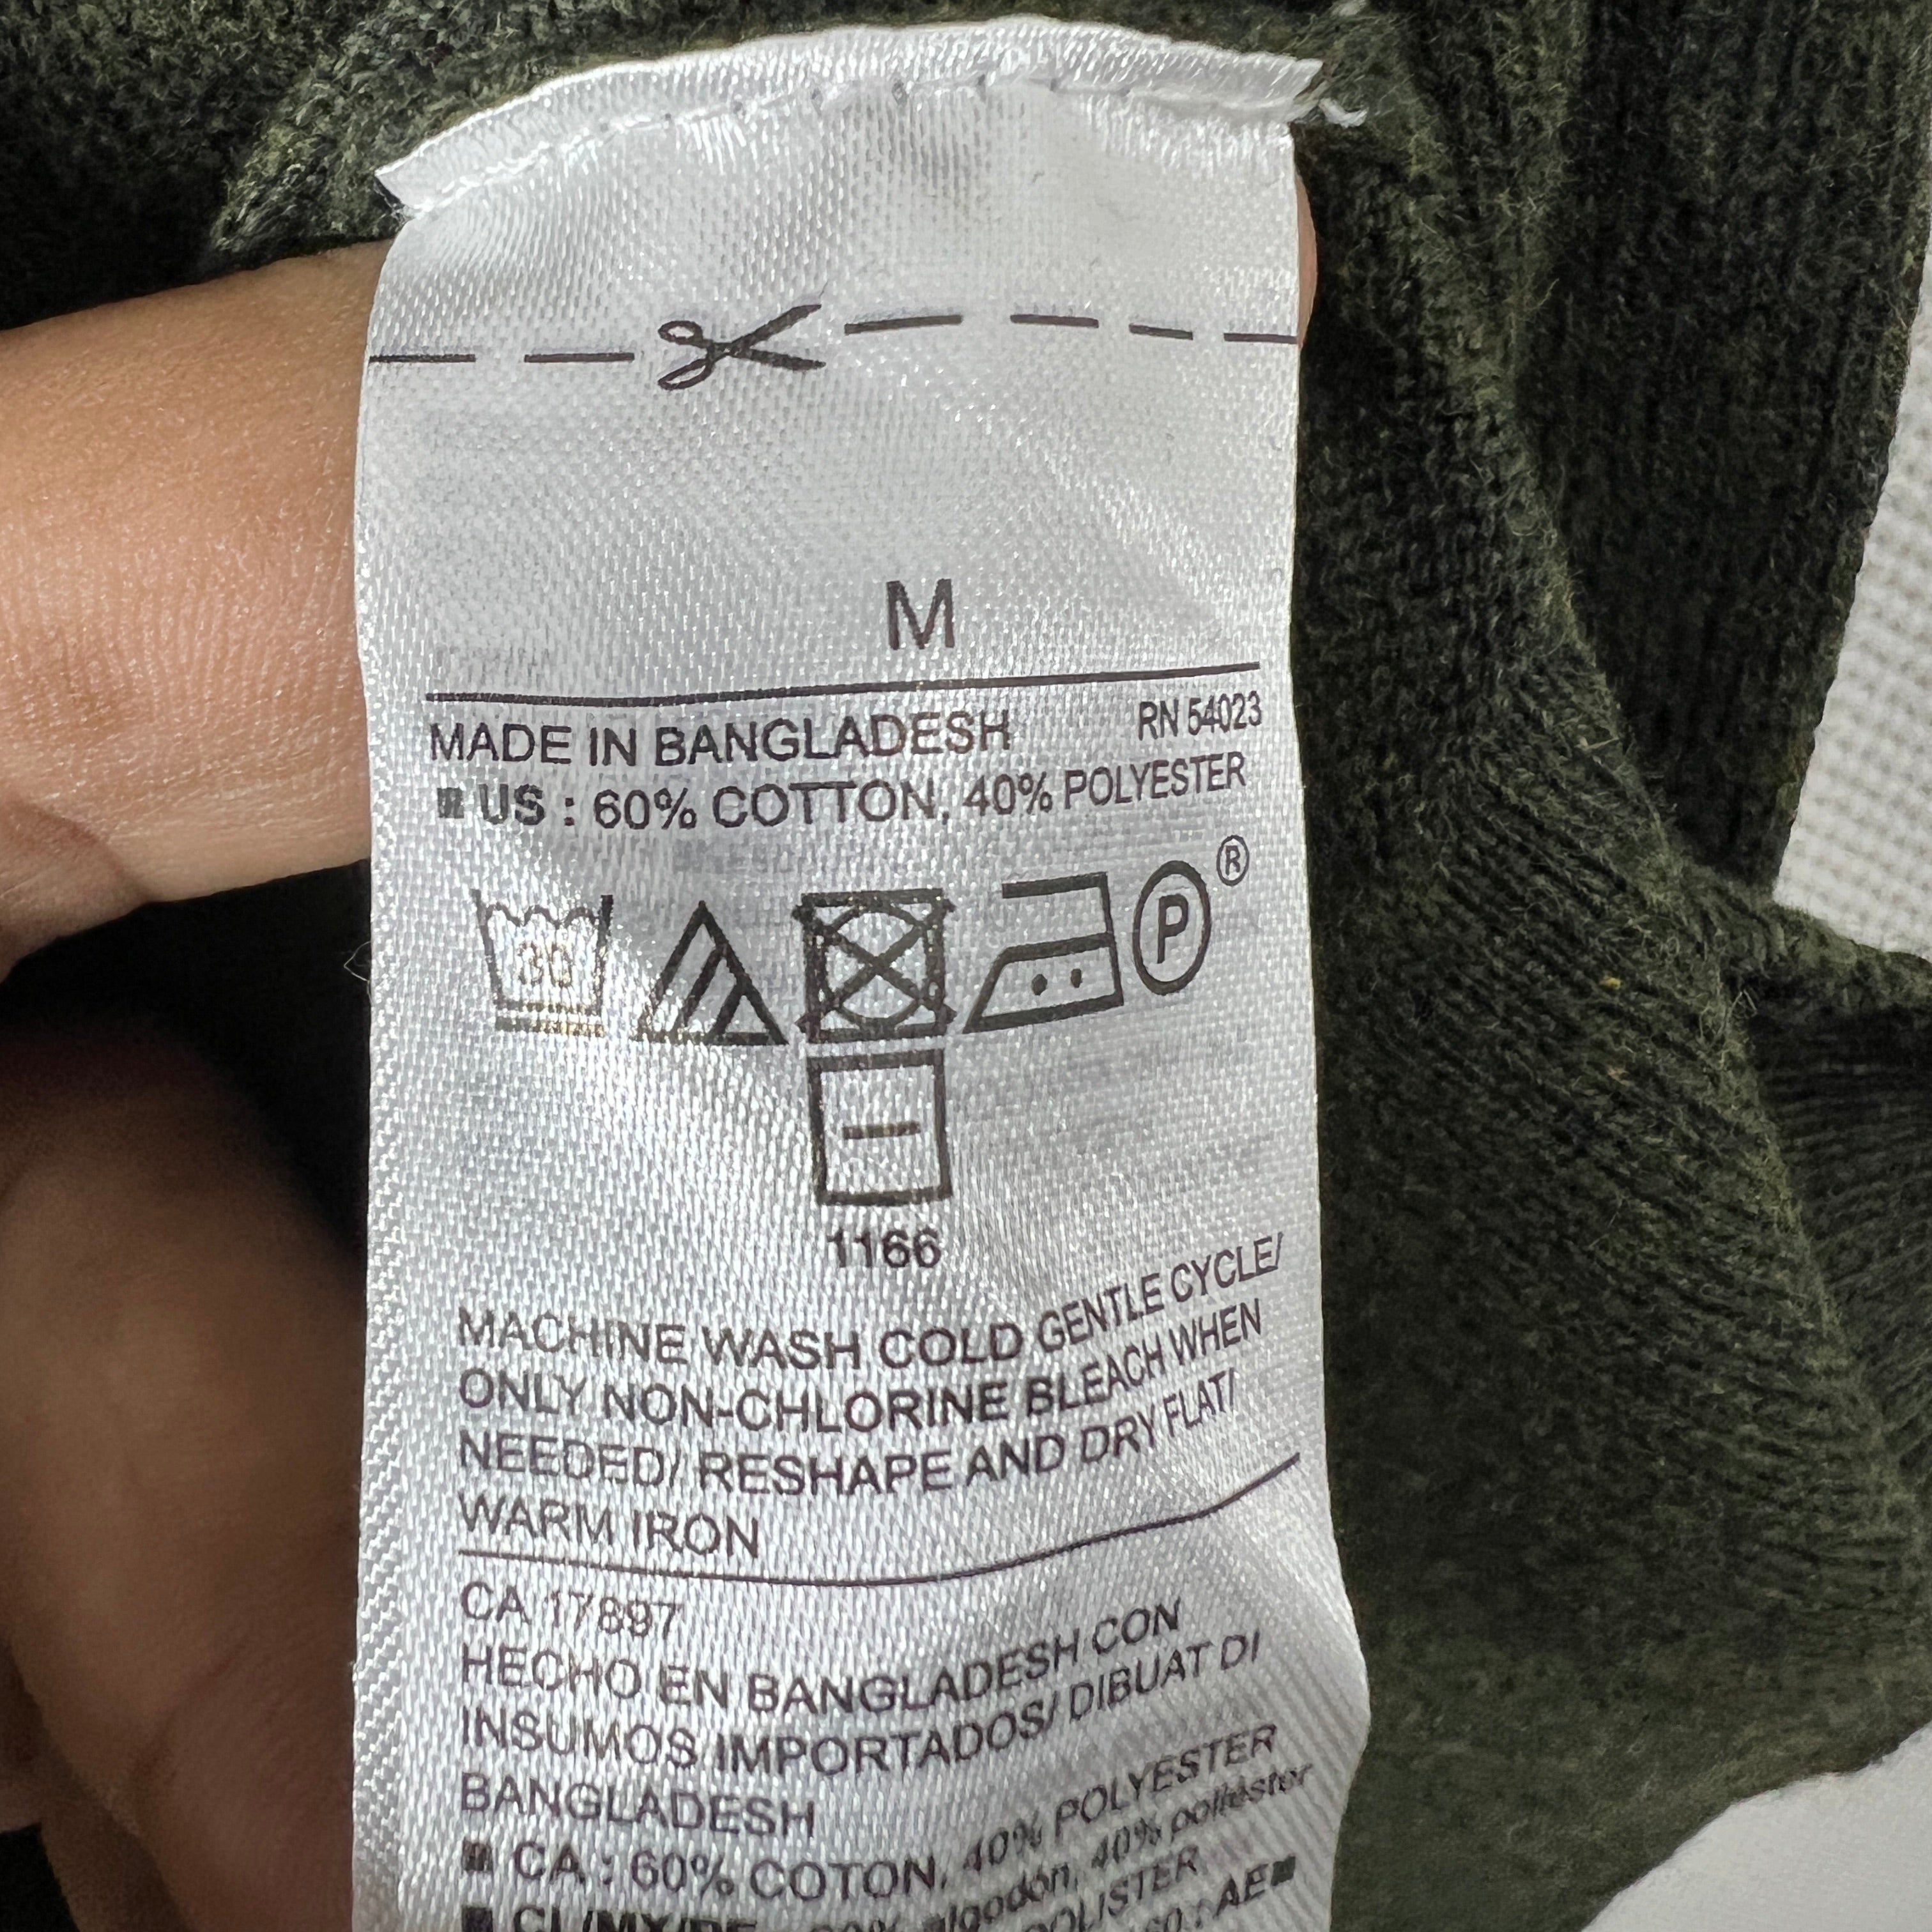 M
MADE IN BANGLADESH RN 54023
US : 60% COTTON, 40% POLYESTER
30 P ®
1166
MACHINE WASH COLD GENTLE CYCLE/
ONLY NON-CHLORINE BLEACH WHEN
NEEDED/ RESHAPE AND DRY FLAT/
WARM IRON
CA 17897
HECHO EN BANGLADESH CON
INSUMOS IMPORTADOS/ DIBUAT DI
BANGLADESH
CA : 60% COTON, 40% POLYESTER
algodón, 40% poliéster
AE